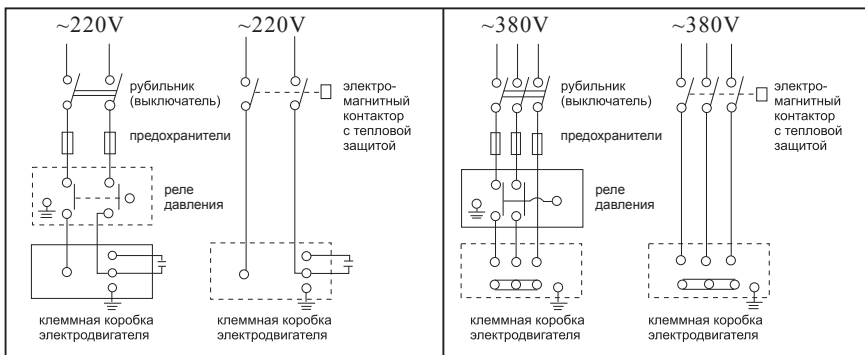 ~220V
~220V
рубильник
(выключатель)
предохранители
реле
давления
электро-
магнитный
контактор
с тепловой
защитой
клеммная коробка
электродвигателя
клеммная коробка
электродвигателя
~380V
~380V
рубильник
(выключатель)
предохранители
реле
давления
электро-
магнитный
контактор
с тепловой
защитой
клеммная коробка
электродвигателя
клеммная коробка
электродвигателя